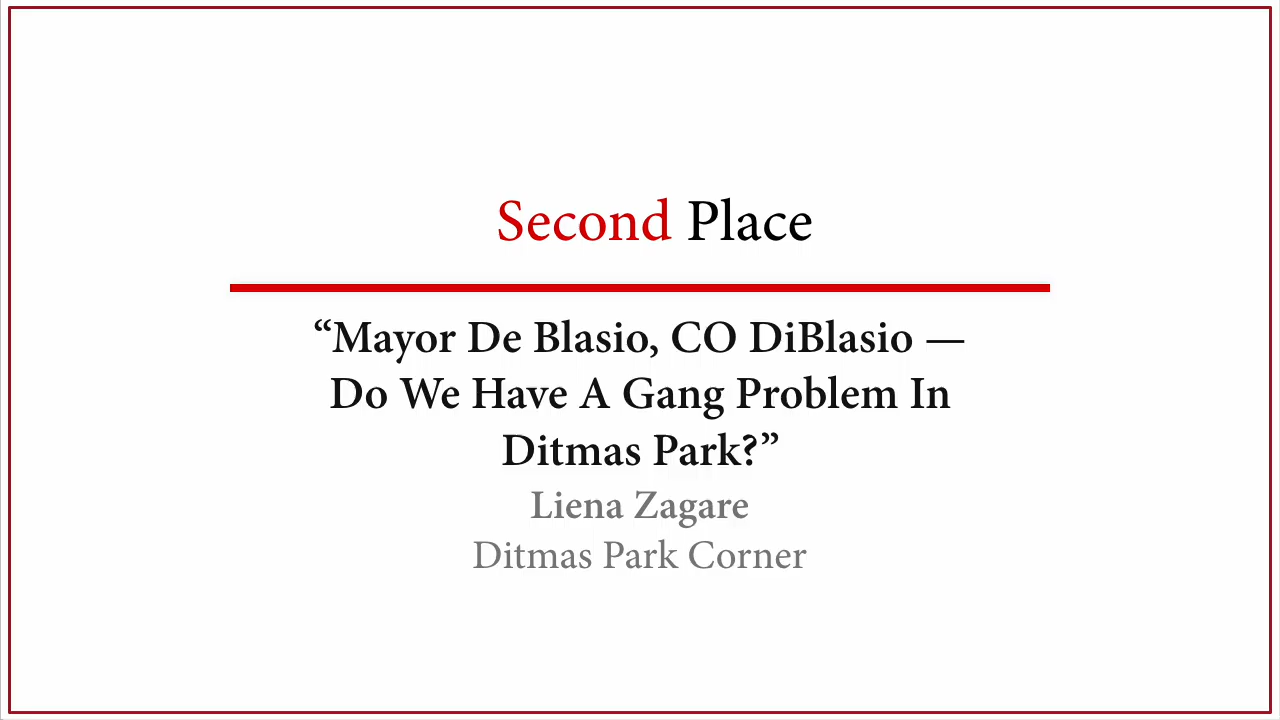 Second Place
“Mayor De Blasio, CO DiBlasio —
Do We Have A Gang Problem In
Ditmas Park?”
Liena Zagare
Ditmas Park Corner